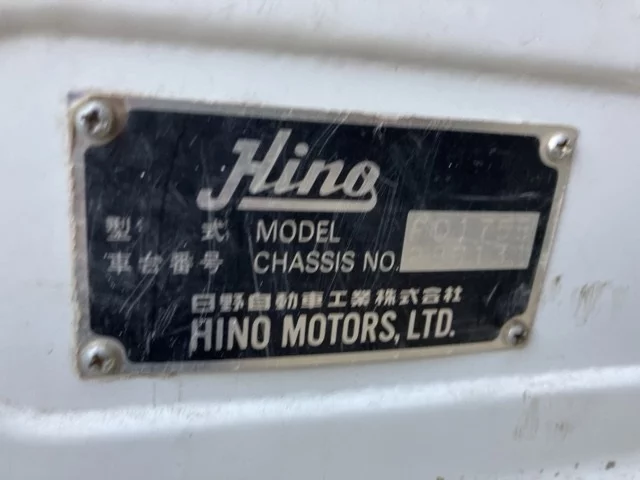 Hino
型 式 MODEL
車台番号 CHASSIS NO.
日野自動車工業株式会社
HINO MOTORS, LTD.